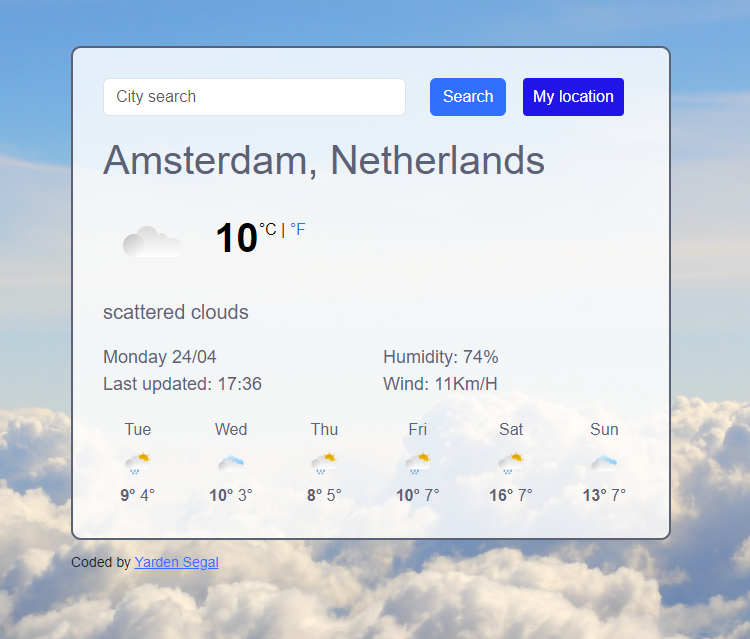 City search Search My location
Amsterdam, Netherlands
10 °C | °F
scattered clouds
Monday 24/04 Humidity: 74%
Last updated: 17:36 Wind: 11Km/H
Tue Wed Thu Fri Sat Sun
9° 4° 10° 3° 8° 5° 10° 7° 16° 7° 13° 7°
Coded by Yarden Segal